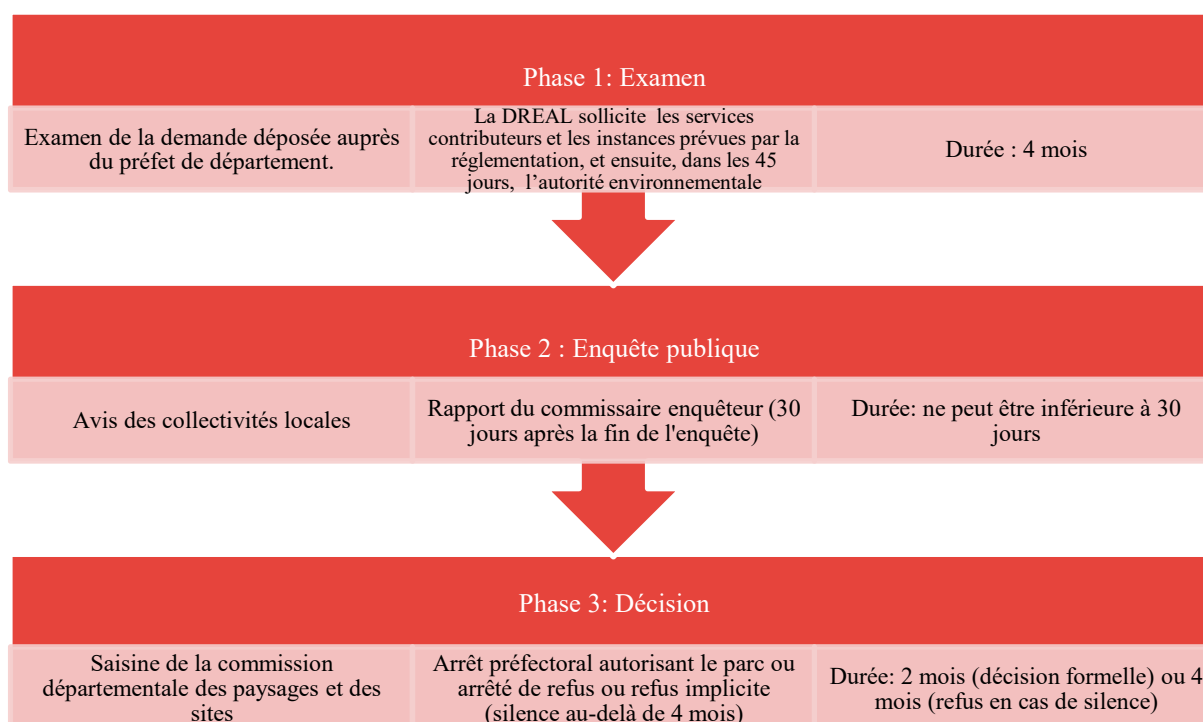 Phase 1: Examen
Examen de la demande déposée auprès
du préfet de département.
La DREAL sollicite les services
contributeurs et les instances prévues par la
réglementation, et ensuite, dans les 45
jours, l'autorité environnementale
Durée : 4 mois
Phase 2 : Enquête publique
Avis des collectivités locales
Rapport du commissaire enquêteur (30
jours après la fin de l'enquête)
Durée: ne peut être inférieure à 30
jours
Phase 3: Décision
Saisine de la commission
départementale des paysages et des
sites
Arrêt préfectoral autorisant le parc ou
arrêté de refus ou refus implicite
(silence au-delà de 4 mois)
Durée: 2 mois (décision formelle) ou 4
mois (refus en cas de silence)